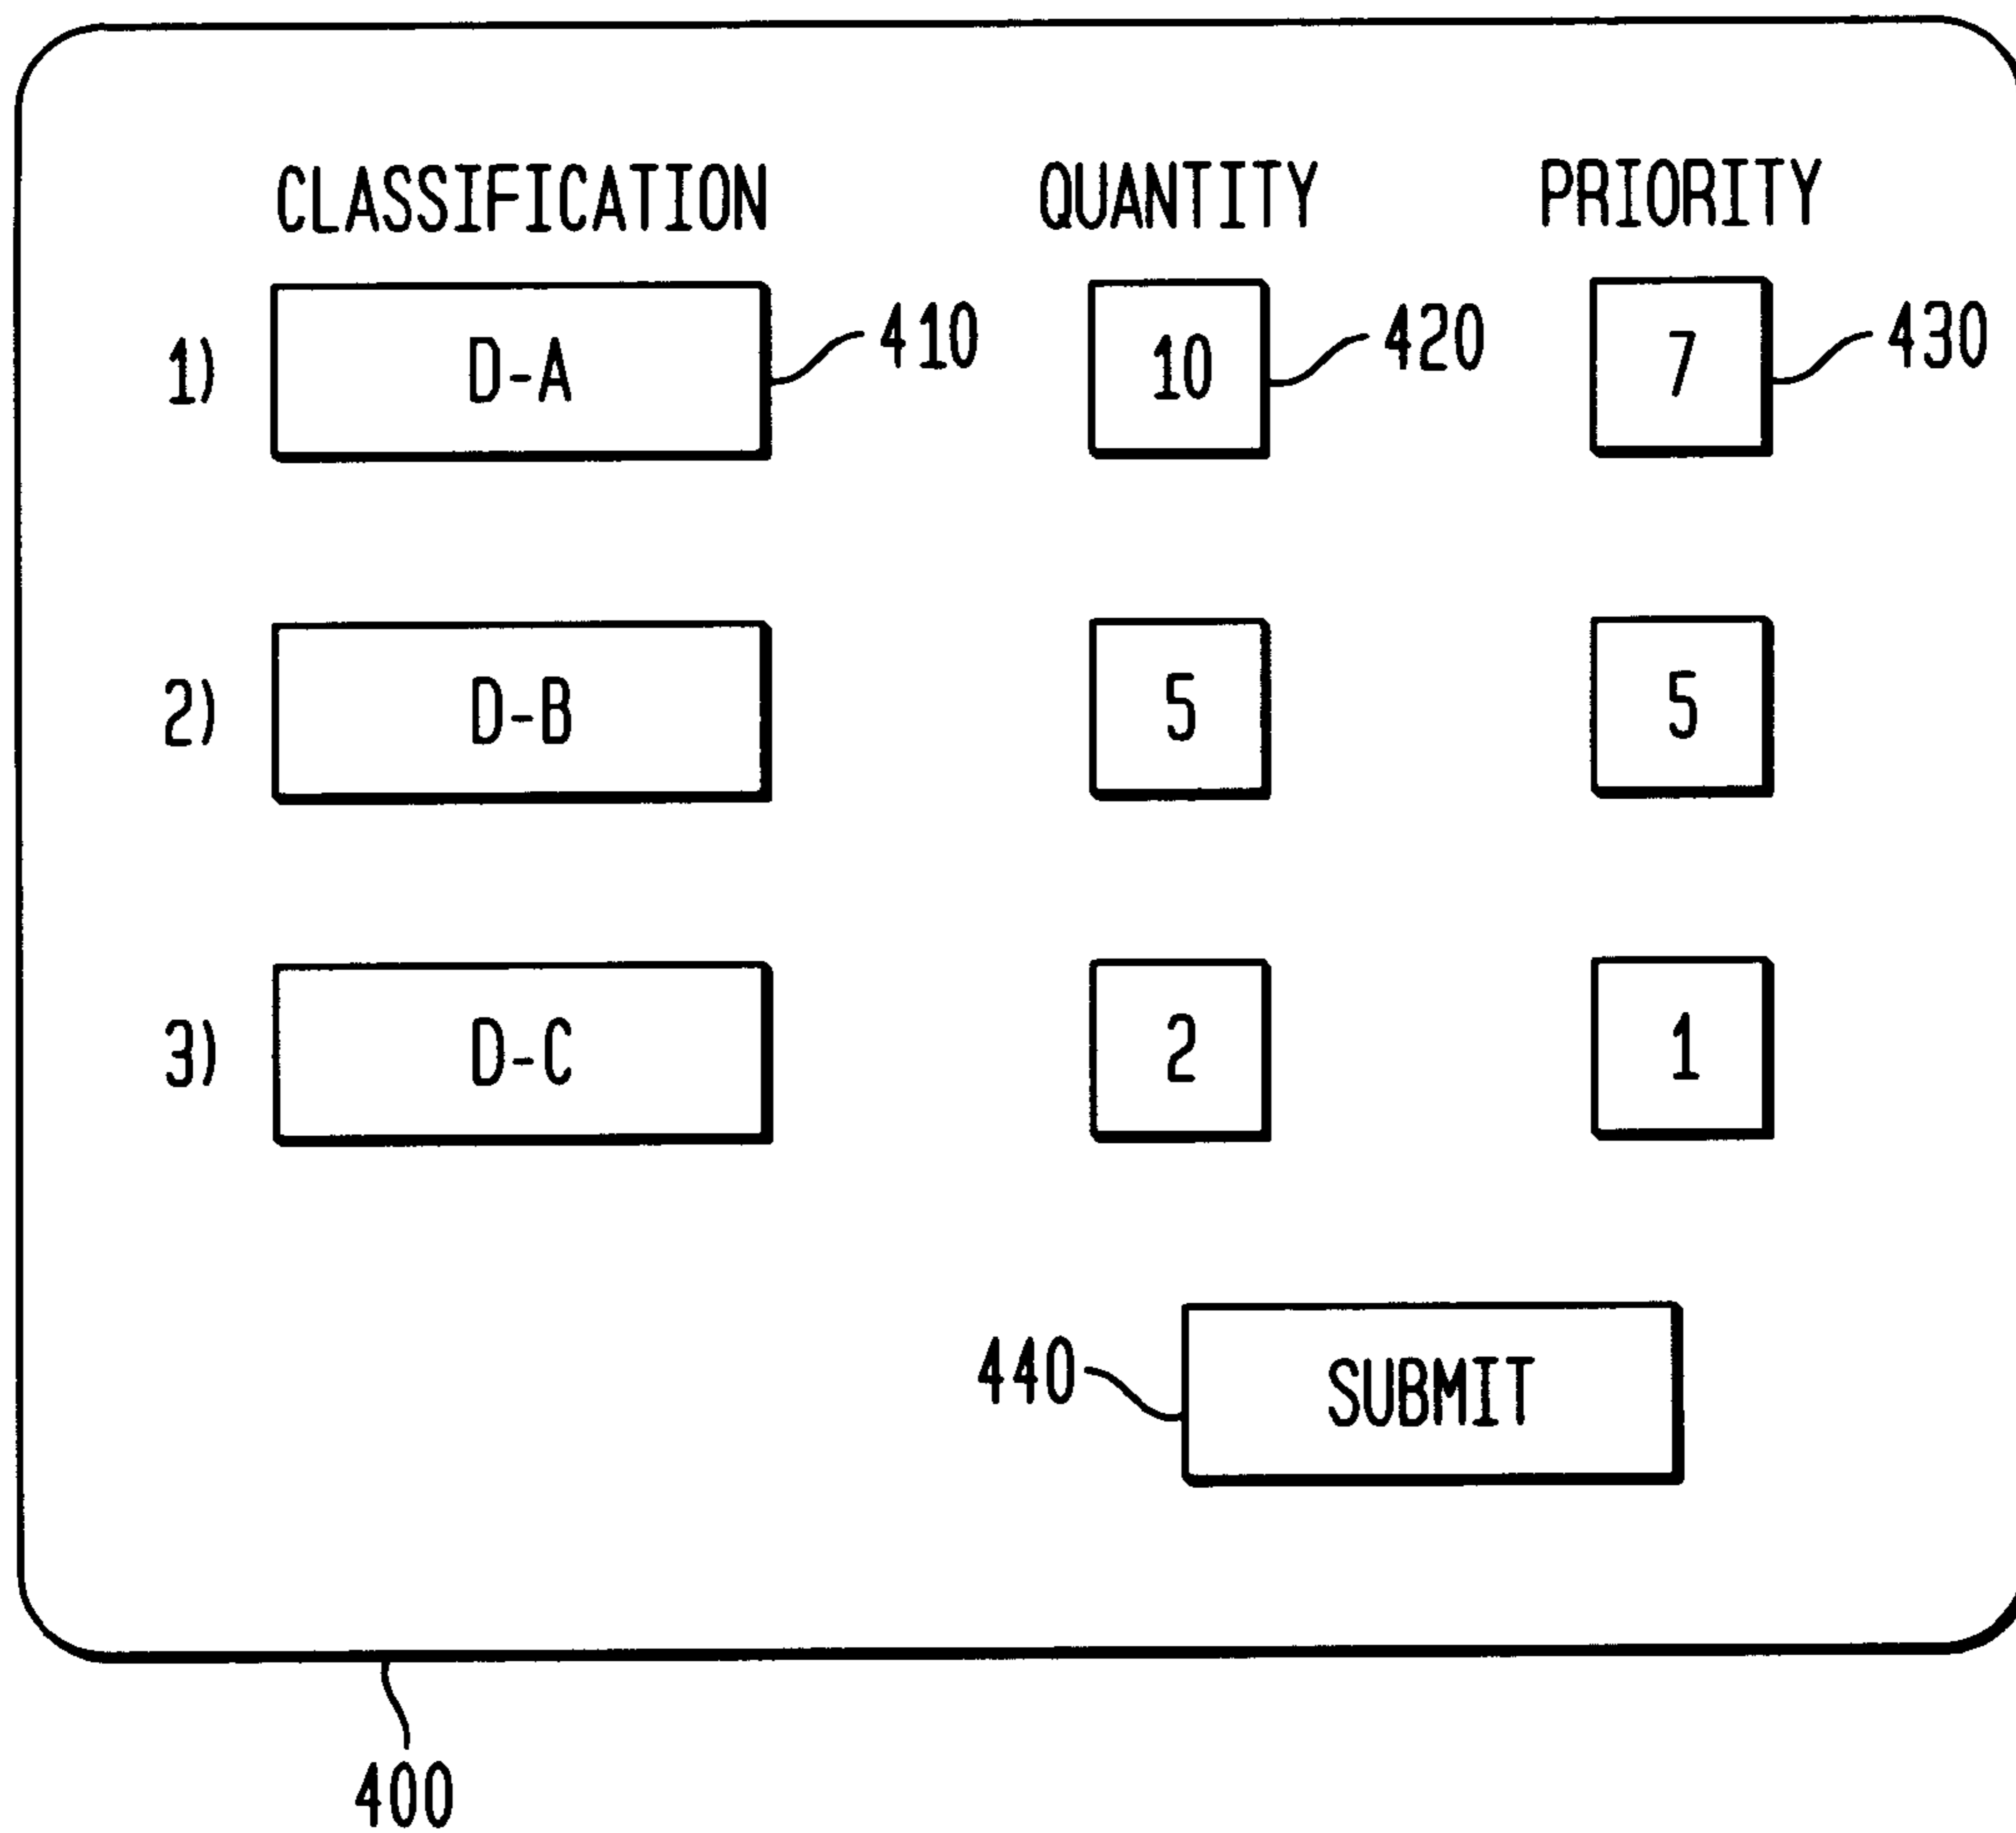 CLASSIFICATION QUANTITY PRIORITY
1) D-A 410 10 420 7 430
2) D-B 5 5
3) D-C 2 1
440 SUBMIT
400